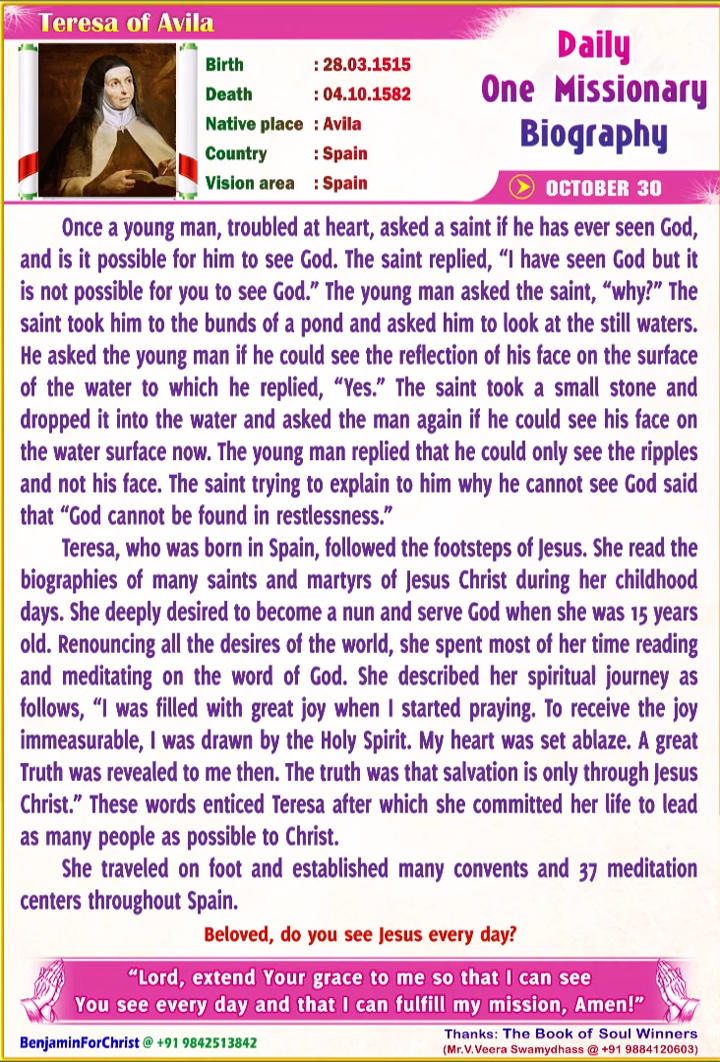 Teresa of Avila
Birth : 28.03.1515
Death : 04.10.1582
Native place : Avila
Country : Spain
Vision area : Spain
Daily
One Missionary
Biography
OCTOBER 30
Once a young man, troubled at heart, asked a saint if he has ever seen God,
and is it possible for him to see God. The saint replied, “I have seen God but it
is not possible for you to see God.” The young man asked the saint, “why?” The
saint took him to the bunds of a pond and asked him to look at the still waters.
He asked the young man if he could see the reflection of his face on the surface
of the water to which he replied, “Yes.” The saint took a small stone and
dropped it into the water and asked the man again if he could see his face on
the water surface now. The young man replied that he could only see the ripples
and not his face. The saint trying to explain to him why he cannot see God said
that “God cannot be found in restlessness.”
Teresa, who was born in Spain, followed the footsteps of Jesus. She read the
biographies of many saints and martyrs of Jesus Christ during her childhood
days. She deeply desired to become a nun and serve God when she was 15 years
old. Renouncing all the desires of the world, she spent most of her time reading
and meditating on the word of God. She described her spiritual journey as
follows, “I was filled with great joy when I started praying. To receive the joy
immeasurable, I was drawn by the Holy Spirit. My heart was set ablaze. A great
Truth was revealed to me then. The truth was that salvation is only through Jesus
Christ.” These words enticed Teresa after which she committed her life to lead
as many people as possible to Christ.
She traveled on foot and established many convents and 37 meditation
centers throughout Spain.
Beloved, do you see Jesus every day?
“Lord, extend Your grace to me so that I can see
You see every day and that I can fulfill my mission, Amen!”
BenjaminForChrist @ +91 9842513842
Thanks: The Book of Soul Winners
(Mr.V.Veera Swamydhass @ +91 9884120603)